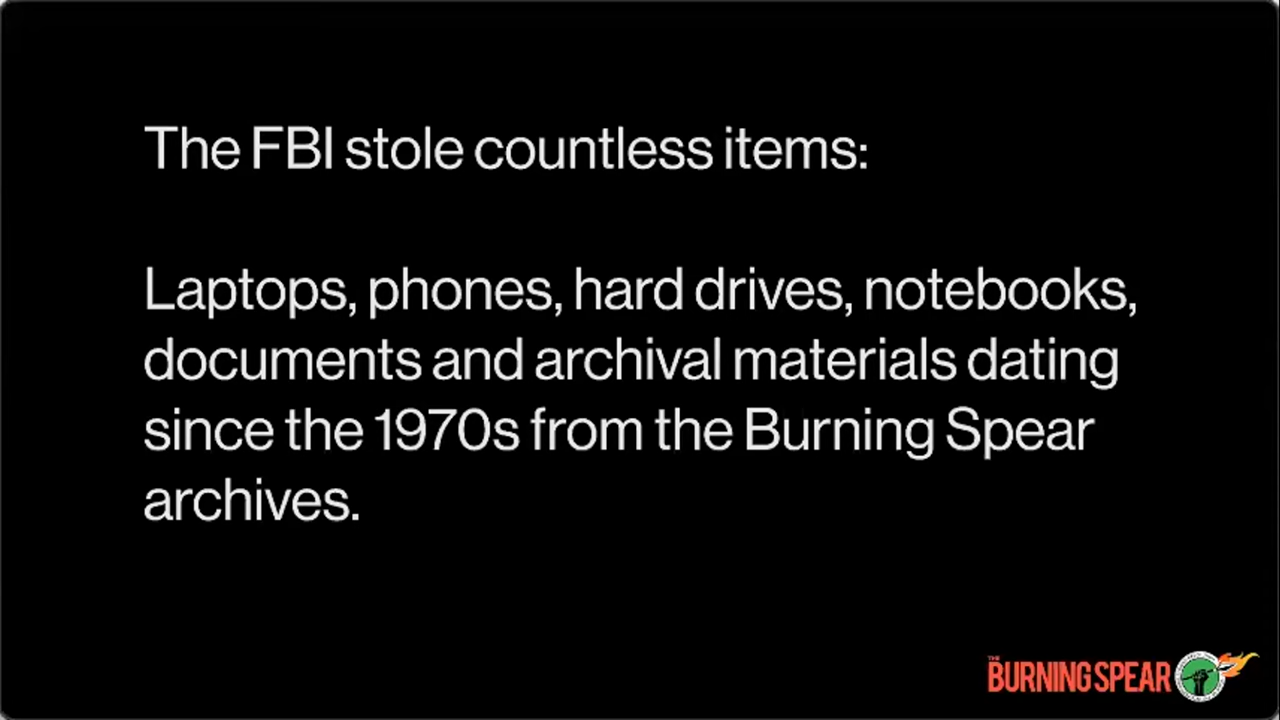 The FBI stole countless items:
Laptops, phones, hard drives, notebooks,
documents and archival materials dating
since the 1970s from the Burning Spear
archives.
THE
BURNING SPEAR